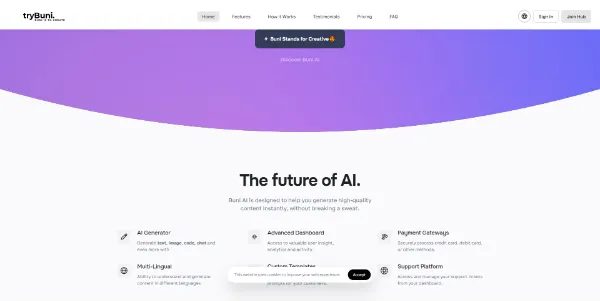 tryBuni.
Home
Features
How it Works
Testimonials
Pricing
FAQ
Sign In
Join Hub
Buni Stands for Creative🔥
Discover Buni AI
The future of AI.
Buni AI is designed to help you generate high-quality
content instantly, without breaking a sweat.
AI Generator
Generate text, image, code, chat and
even more with
Advanced Dashboard
Access to valuable user insight,
analytics and activity.
Payment Gateways
Securely process credit card, debit card,
or other methods.
Multi-Lingual
Ability to understand and generate
content in different languages.
Custom Templates
prompts for your customers.
Support Platform
Access and manage your support tickets
from your dashboard.
This website uses cookies to improve your web experience.
Accept